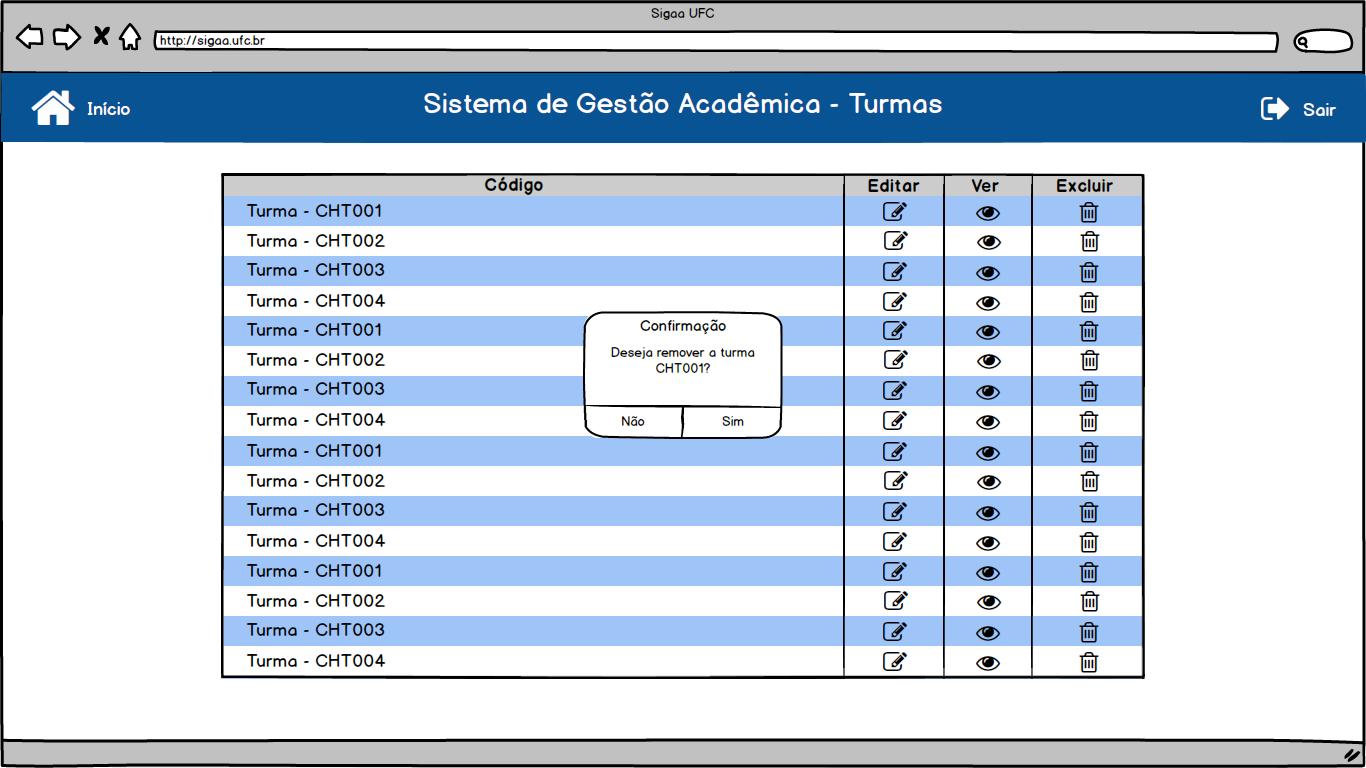 Sigaa UFC
http://sigaa.ufc.br
Início
Sistema de Gestão Acadêmica - Turmas
Sair
Código Editar Ver Excluir
Turma - CHT001
Turma - CHT002
Turma - CHT003
Turma - CHT004
Turma - CHT001
Turma - CHT002
Turma - CHT003
Turma - CHT004
Turma - CHT001
Turma - CHT002
Turma - CHT003
Turma - CHT004
Turma - CHT001
Turma - CHT002
Turma - CHT003
Turma - CHT004
Confirmação
Deseja remover a turma
CHT001?
Não Sim